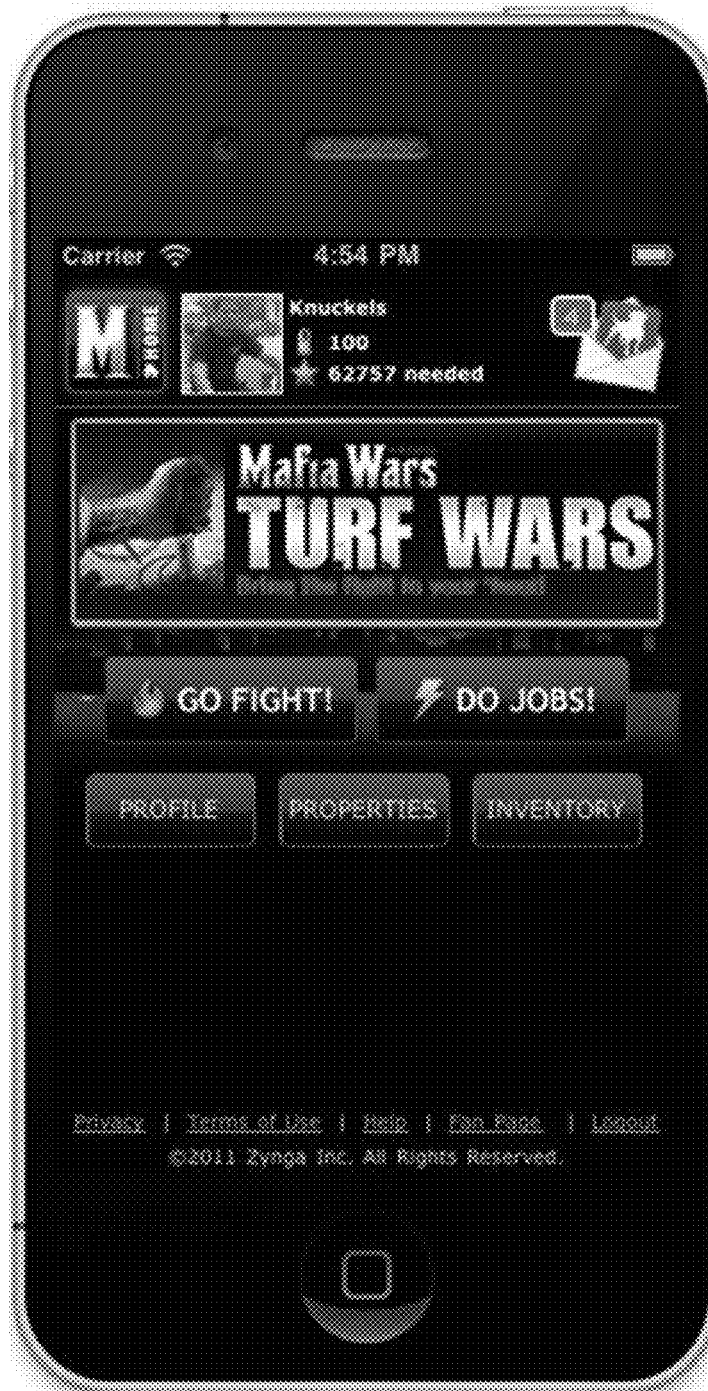 Carrier 4:54 PM
M PHONE
Knuckels
100
62757 needed
Mafia Wars
TURF WARS
GO FIGHT! DO JOBS!
PROFILE PROPERTIES INVENTORY
Privacy | Terms of Use | Help | Fan Page | Logout
©2011 Zynga Inc. All Rights Reserved.